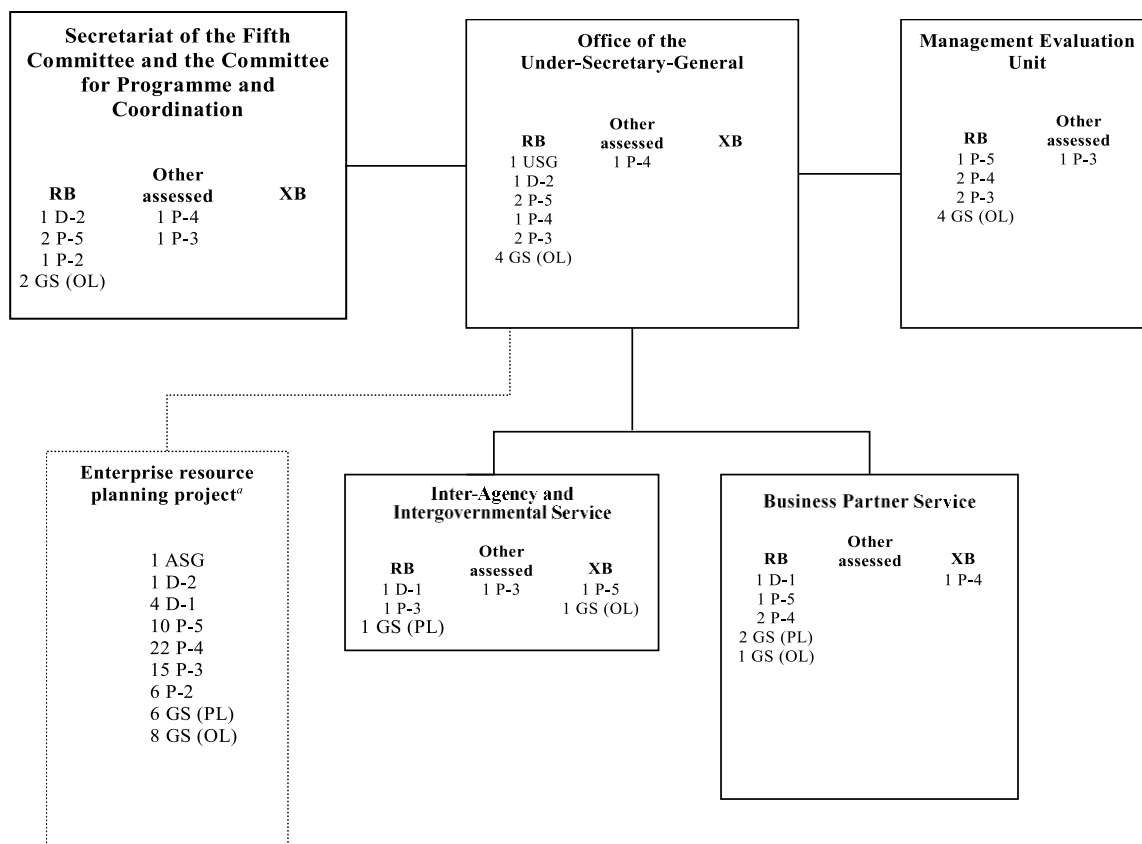 Secretariat of the Fifth
Committee and the Committee
for Programme and
Coordination
RB
Other
assessed
XB
1 D-2
1 P-4
2 P-5
1 P-3
1 P-2
2 GS (OL)
Office of the
Under-Secretary-General
RB
Other
assessed
XB
1 USG
1 P-4
1 D-2
2 P-5
1 P-4
2 P-3
4 GS (OL)
Management Evaluation
Unit
RB
Other
assessed
1 P-5
1 P-3
2 P-4
2 P-3
4 GS (OL)
Enterprise resource
planning projectᵃ
1 ASG
1 D-2
4 D-1
10 P-5
22 P-4
15 P-3
6 P-2
6 GS (PL)
8 GS (OL)
Inter-Agency and
Intergovernmental Service
RB
Other
assessed
XB
1 D-1
1 P-3
1 P-5
1 P-3
1 GS (OL)
1 GS (PL)
Business Partner Service
RB
Other
assessed
XB
1 D-1
1 P-4
1 P-5
2 P-4
2 GS (PL)
1 GS (OL)